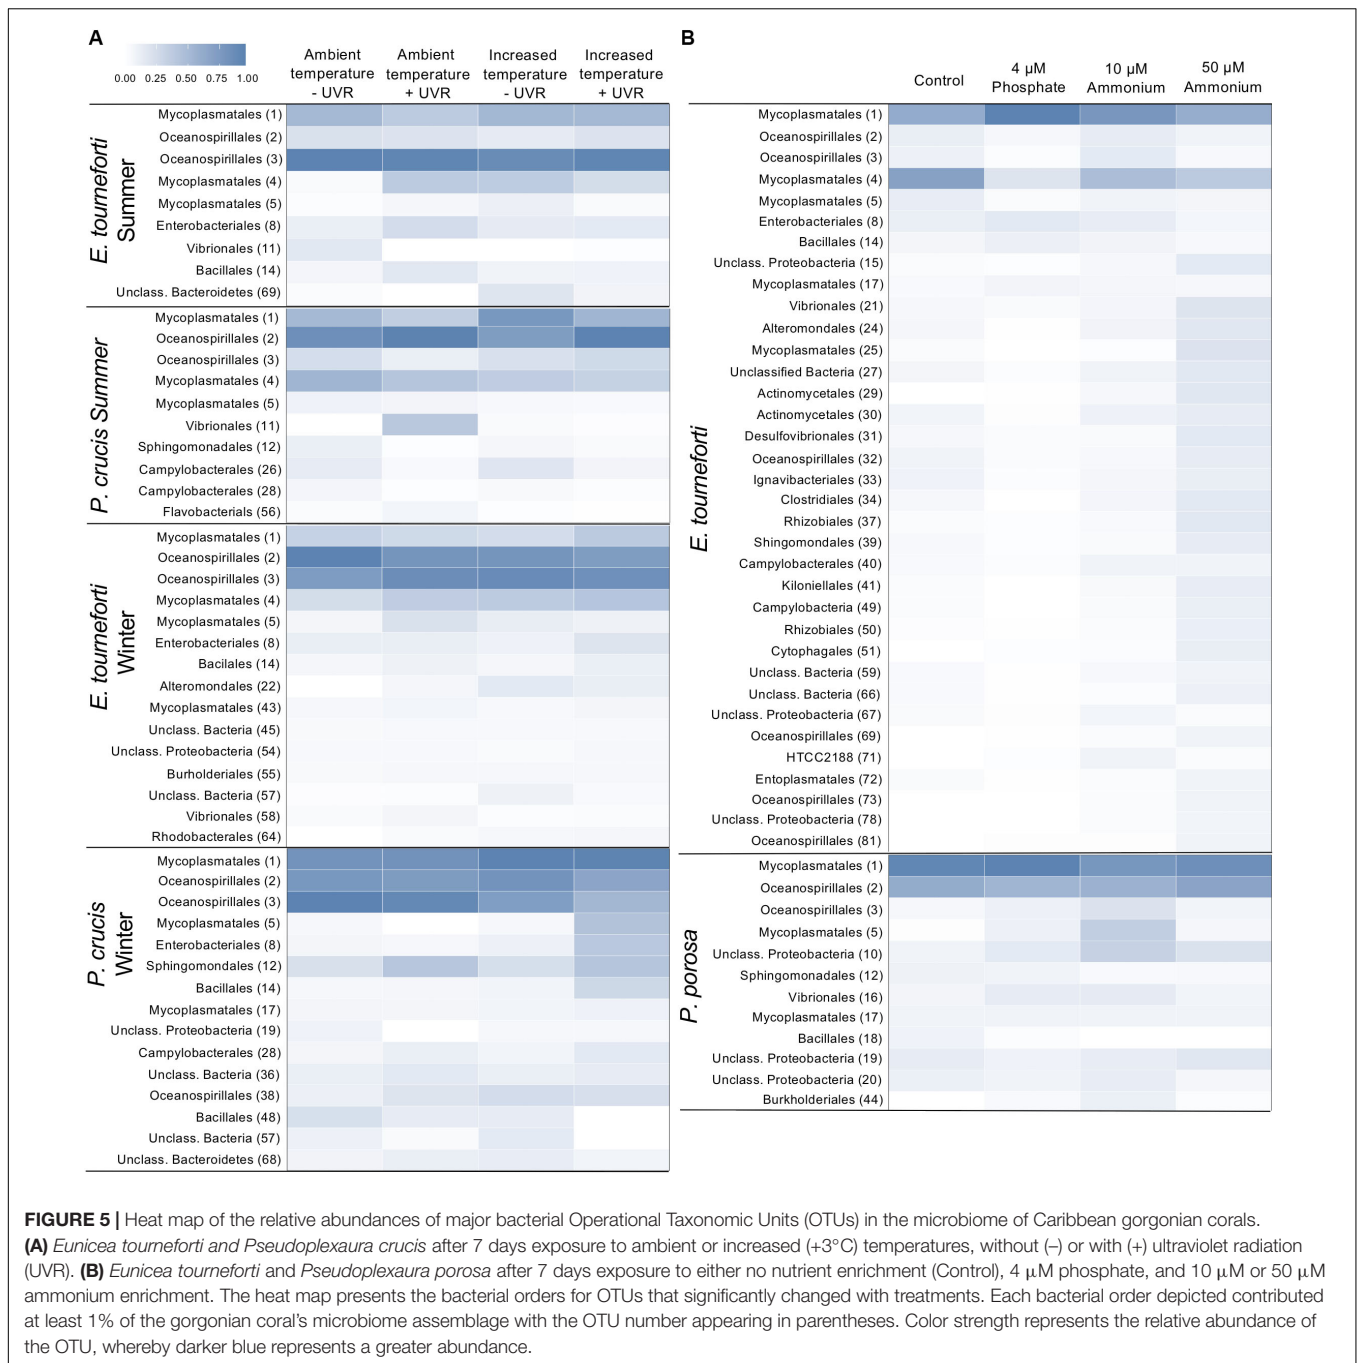 A
0.00 0.25 0.50 0.75 1.00
Ambient temperature - UVR
Ambient temperature + UVR
Increased temperature - UVR
Increased temperature + UVR
E. tourneforti Summer
Mycoplasmatales (1)
Oceanospirillales (2)
Oceanospirillales (3)
Mycoplasmatales (4)
Mycoplasmatales (5)
Enterobacteriales (8)
Vibrionales (11)
Bacillales (14)
Unclass. Bacteroidetes (69)
P. crucis Summer
Mycoplasmatales (1)
Oceanospirillales (2)
Oceanospirillales (3)
Mycoplasmatales (4)
Mycoplasmatales (5)
Vibrionales (11)
Sphingomonadales (12)
Campylobacterales (26)
Campylobacterales (28)
Flavobacterials (56)
E. tourneforti Winter
Mycoplasmatales (1)
Oceanospirillales (2)
Oceanospirillales (3)
Mycoplasmatales (4)
Mycoplasmatales (5)
Enterobacteriales (8)
Bacilales (14)
Alteromondales (22)
Mycoplasmatales (43)
Unclass. Bacteria (45)
Unclass. Proteobacteria (54)
Burholderiales (55)
Unclass. Bacteria (57)
Vibrionales (58)
Rhodobacterales (64)
P. crucis Winter
Mycoplasmatales (1)
Oceanospirillales (2)
Oceanospirillales (3)
Mycoplasmatales (5)
Enterobacteriales (8)
Sphingomondales (12)
Bacillales (14)
Mycoplasmatales (17)
Unclass. Proteobacteria (19)
Campylobacterales (28)
Unclass. Bacteria (36)
Oceanospirillales (38)
Bacillales (48)
Unclass. Bacteria (57)
Unclass. Bacteroidetes (68)
B
Control
4 µM Phosphate
10 µM Ammonium
50 µM Ammonium
E. tourneforti
Mycoplasmatales (1)
Oceanospirillales (2)
Oceanospirillales (3)
Mycoplasmatales (4)
Mycoplasmatales (5)
Enterobacteriales (8)
Bacillales (14)
Unclass. Proteobacteria (15)
Mycoplasmatales (17)
Vibrionales (21)
Alteromondales (24)
Mycoplasmatales (25)
Unclassified Bacteria (27)
Actinomycetales (29)
Actinomycetales (30)
Desulfovibrionales (31)
Oceanospirillales (32)
Ignavibacteriales (33)
Clostridiales (34)
Rhizobiales (37)
Shingomondales (39)
Campylobacterales (40)
Kiloniellales (41)
Campylobacteria (49)
Rhizobiales (50)
Cytophagales (51)
Unclass. Bacteria (59)
Unclass. Bacteria (66)
Unclass. Proteobacteria (67)
Oceanospirillales (69)
HTCC2188 (71)
Entoplasmatales (72)
Oceanospirillales (73)
Unclass. Proteobacteria (78)
Oceanospirillales (81)
P. porosa
Mycoplasmatales (1)
Oceanospirillales (2)
Oceanospirillales (3)
Mycoplasmatales (5)
Unclass. Proteobacteria (10)
Sphingomonadales (12)
Vibrionales (16)
Mycoplasmatales (17)
Bacillales (18)
Unclass. Proteobacteria (19)
Unclass. Proteobacteria (20)
Burkholderiales (44)
FIGURE 5 | Heat map of the relative abundances of major bacterial Operational Taxonomic Units (OTUs) in the microbiome of Caribbean gorgonian corals.
(A) Eunicea tourneforti and Pseudoplexaura crucis after 7 days exposure to ambient or increased (+3°C) temperatures, without (–) or with (+) ultraviolet radiation
(UVR). (B) Eunicea tourneforti and Pseudoplexaura porosa after 7 days exposure to either no nutrient enrichment (Control), 4 µM phosphate, and 10 µM or 50 µM
ammonium enrichment. The heat map presents the bacterial orders for OTUs that significantly changed with treatments. Each bacterial order depicted contributed
at least 1% of the gorgonian coral's microbiome assemblage with the OTU number appearing in parentheses. Color strength represents the relative abundance of
the OTU, whereby darker blue represents a greater abundance.